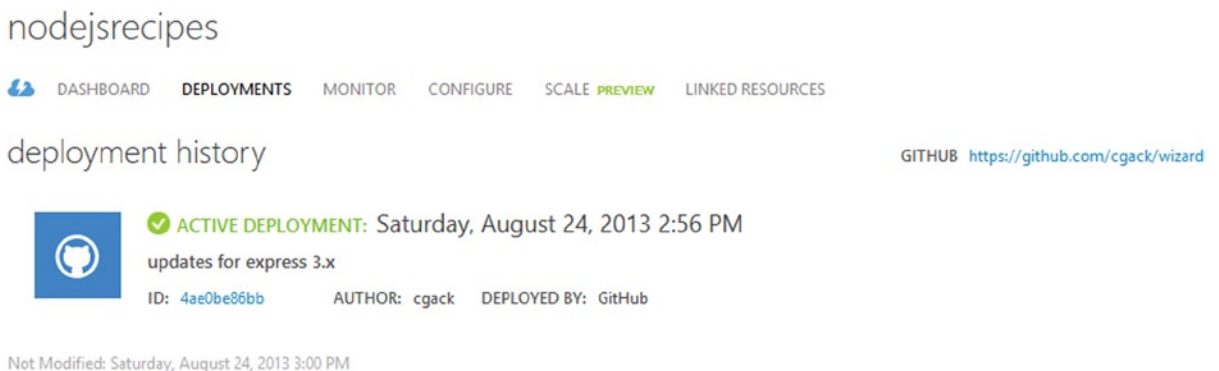 nodejsrecipes
DASHBOARD DEPLOYMENTS MONITOR CONFIGURE SCALE PREVIEW LINKED RESOURCES
deployment history
GITHUB https://github.com/cgack/wizard
ACTIVE DEPLOYMENT: Saturday, August 24, 2013 2:56 PM
updates for express 3.x
ID: 4ae0be86bb AUTHOR: cgack DEPLOYED BY: GitHub
Not Modified: Saturday, August 24, 2013 3:00 PM